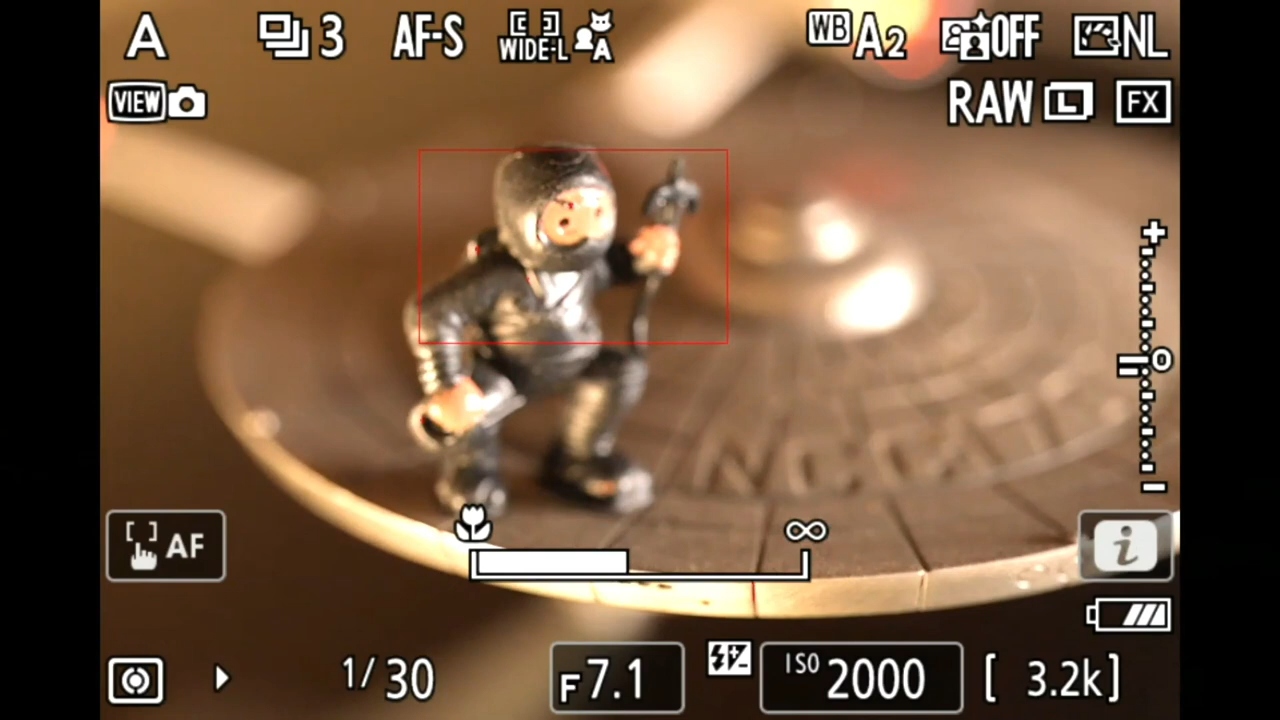 A 3 AF-S WIDE-L A WB A2 OFF NL
VIEW RAW L FX
AF i
1/30 F7.1 ISO 2000 [ 3.2k]